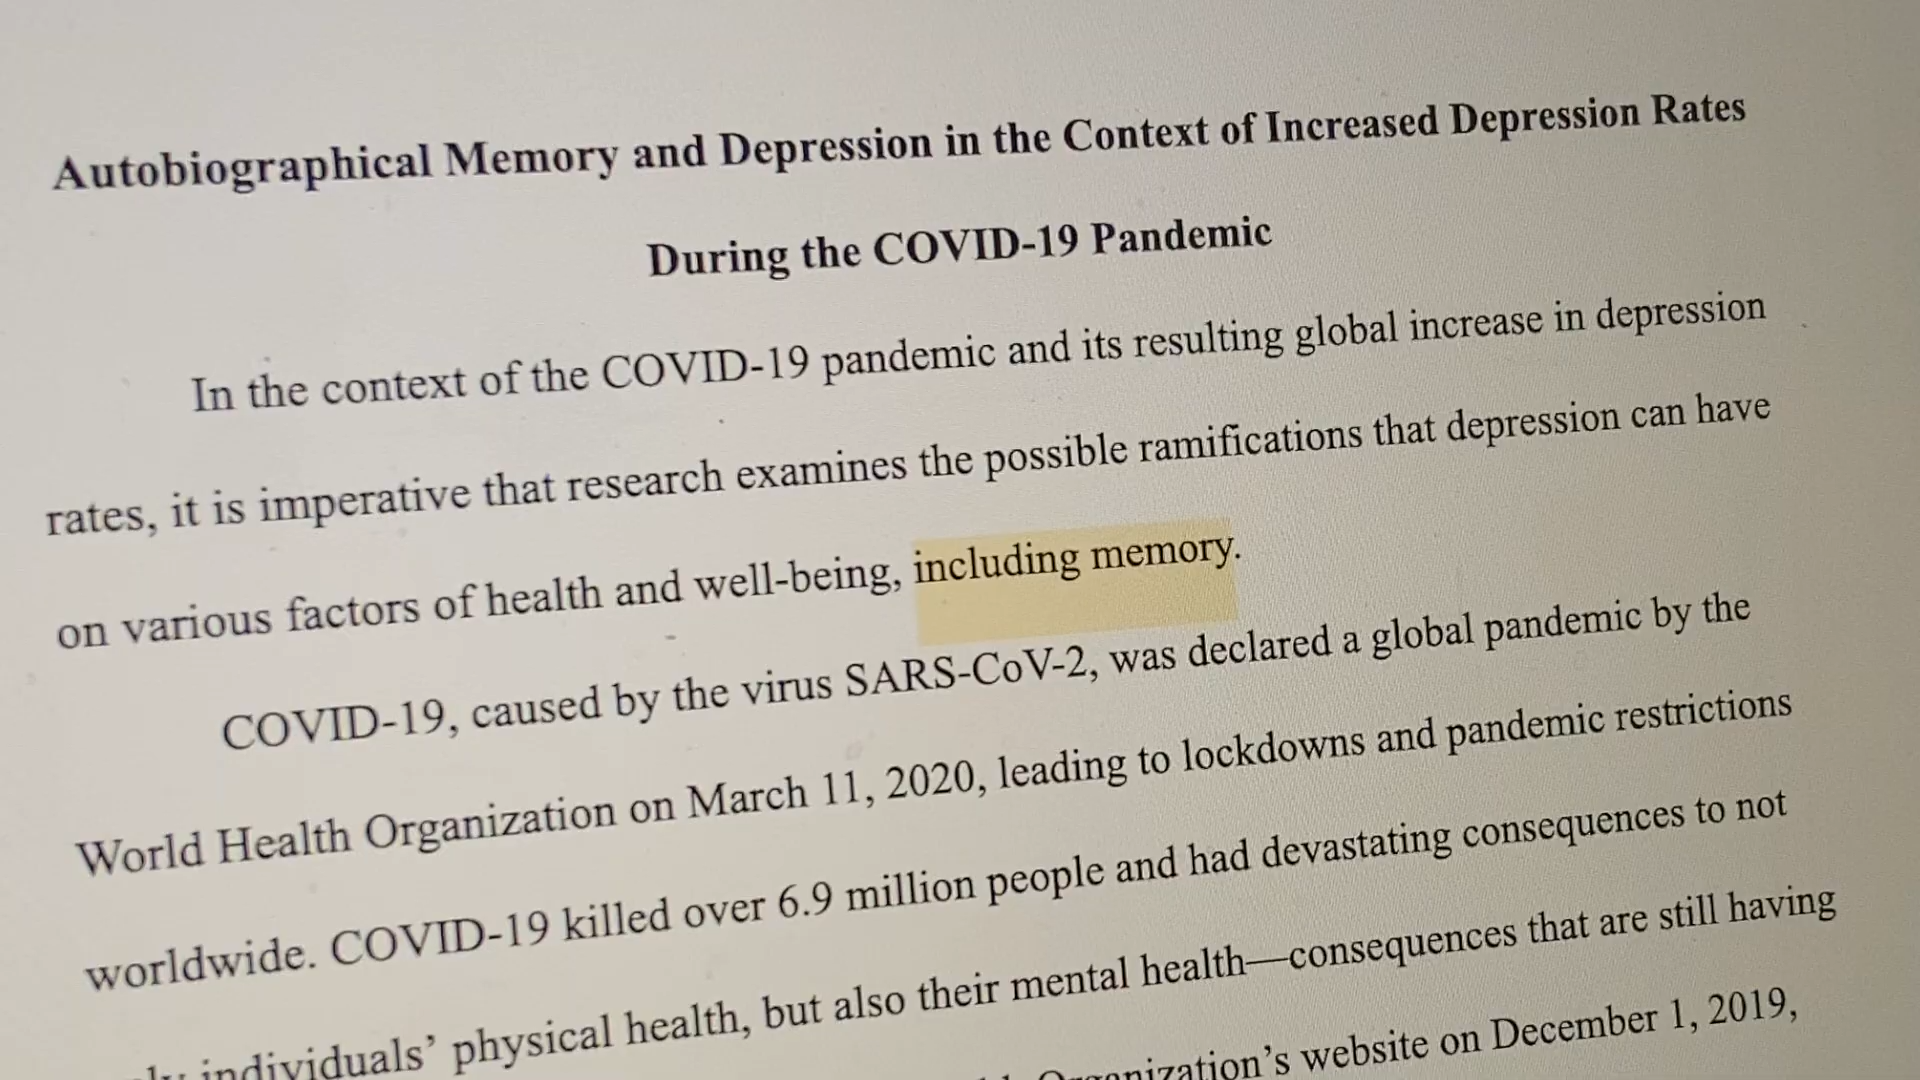 Autobiographical Memory and Depression in the Context of Increased Depression Rates
During the COVID-19 Pandemic
In the context of the COVID-19 pandemic and its resulting global increase in depression
rates, it is imperative that research examines the possible ramifications that depression can have
on various factors of health and well-being, including memory.
COVID-19, caused by the virus SARS-CoV-2, was declared a global pandemic by the
World Health Organization on March 11, 2020, leading to lockdowns and pandemic restrictions
worldwide. COVID-19 killed over 6.9 million people and had devastating consequences to not
individuals’ physical health, but also their mental health—consequences that are still having
Organization’s website on December 1, 2019,